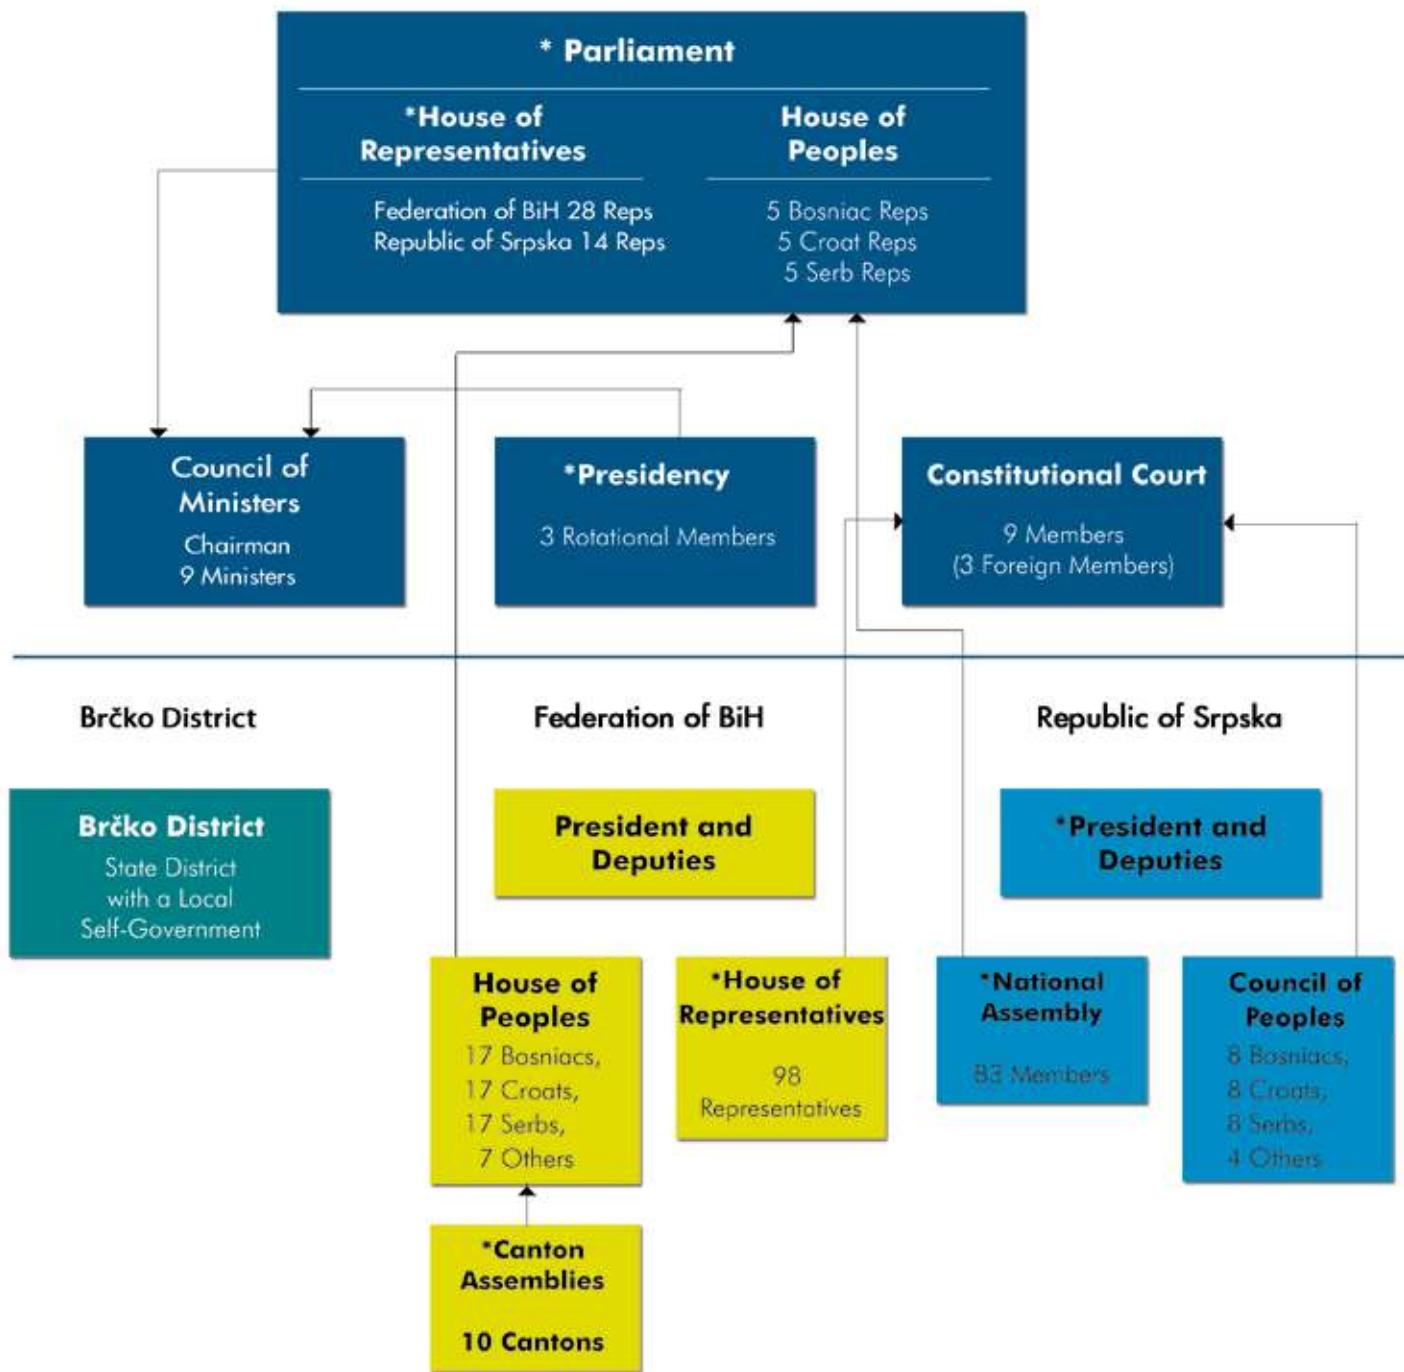 * Parliament
*House of
Representatives
Federation of BiH 28 Reps
Republic of Srpska 14 Reps
House of
Peoples
5 Bosniac Reps
5 Croat Reps
5 Serb Reps
Council of
Ministers
Chairman
9 Ministers
*Presidency
3 Rotational Members
Constitutional Court
9 Members
(3 Foreign Members)
Brčko District
Federation of BiH
Republic of Srpska
Brčko District
State District
with a Local
Self-Government
President and
Deputies
*President and
Deputies
House of
Peoples
17 Bosniacs,
17 Croats,
17 Serbs,
7 Others
*House of
Representatives
98
Representatives
*National
Assembly
83 Members
Council of
Peoples
8 Bosniacs,
8 Croats,
8 Serbs,
4 Others
*Canton
Assemblies
10 Cantons